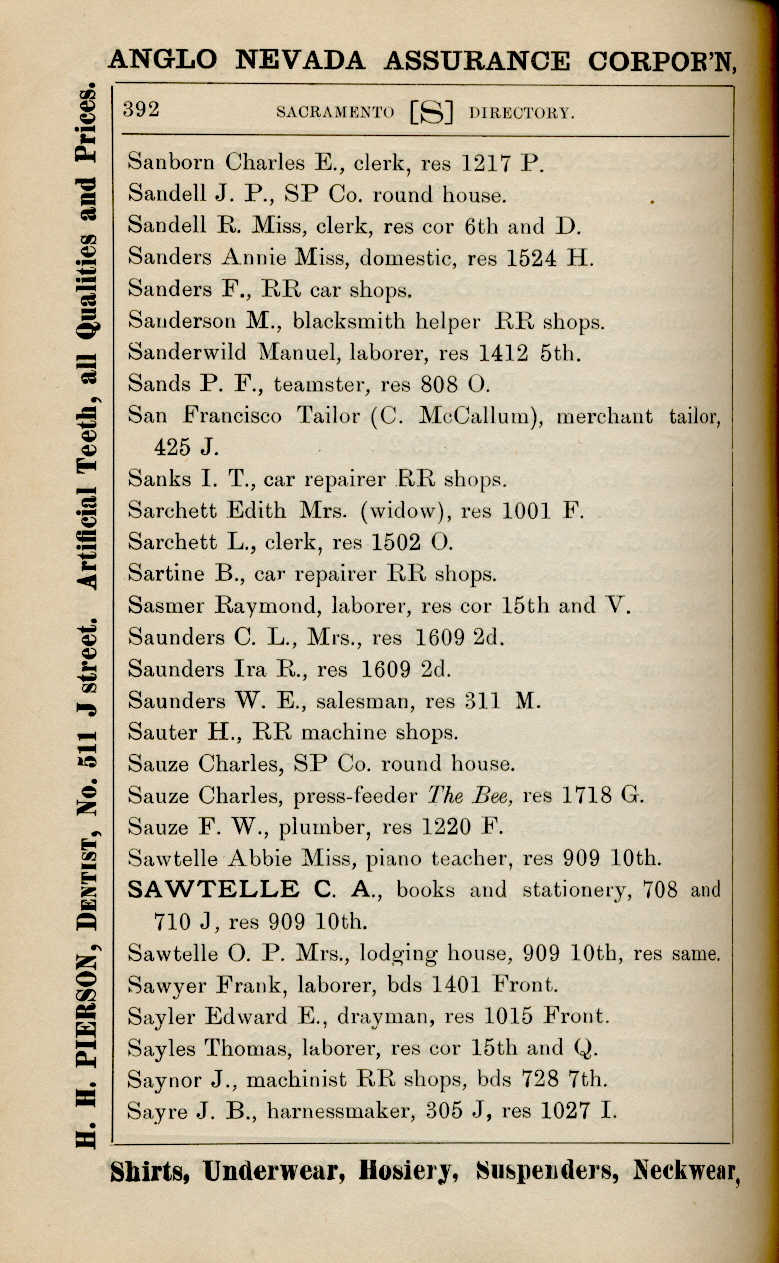 ANGLO NEVADA ASSURANCE CORPOR'N,
392 SACRAMENTO [S] DIRECTORY.
Sanborn Charles E., clerk, res 1217 P.
Sandell J. P., SP Co. round house.
Sandell R. Miss, clerk, res cor 6th and D.
Sanders Annie Miss, domestic, res 1524 H.
Sanders F., RR car shops.
Sanderson M., blacksmith helper RR shops.
Sanderwild Manuel, laborer, res 1412 5th.
Sands P. F., teamster, res 808 O.
San Francisco Tailor (C. McCallum), merchant tailor,
425 J.
Sanks I. T., car repairer RR shops.
Sarchett Edith Mrs. (widow), res 1001 F.
Sarchett L., clerk, res 1502 O.
Sartine B., car repairer RR shops.
Sasmer Raymond, laborer, res cor 15th and V.
Saunders C. L., Mrs., res 1609 2d.
Saunders Ira R., res 1609 2d.
Saunders W. E., salesman, res 311 M.
Sauter H., RR machine shops.
Sauze Charles, SP Co. round house.
Sauze Charles, press-feeder The Bee, res 1718 G.
Sauze F. W., plumber, res 1220 F.
Sawtelle Abbie Miss, piano teacher, res 909 10th.
SAWTELLE C. A., books and stationery, 708 and
710 J, res 909 10th.
Sawtelle O. P. Mrs., lodging house, 909 10th, res same.
Sawyer Frank, laborer, bds 1401 Front.
Sayler Edward E., drayman, res 1015 Front.
Sayles Thomas, laborer, res cor 15th and Q.
Saynor J., machinist RR shops, bds 728 7th.
Sayre J. B., harnessmaker, 305 J, res 1027 I.
Shirts, Underwear, Hosiery, Suspenders, Neckwear,
H. H. PIERSON, DENTIST, No. 511 J street. Artificial Teeth, all Qualities and Prices.